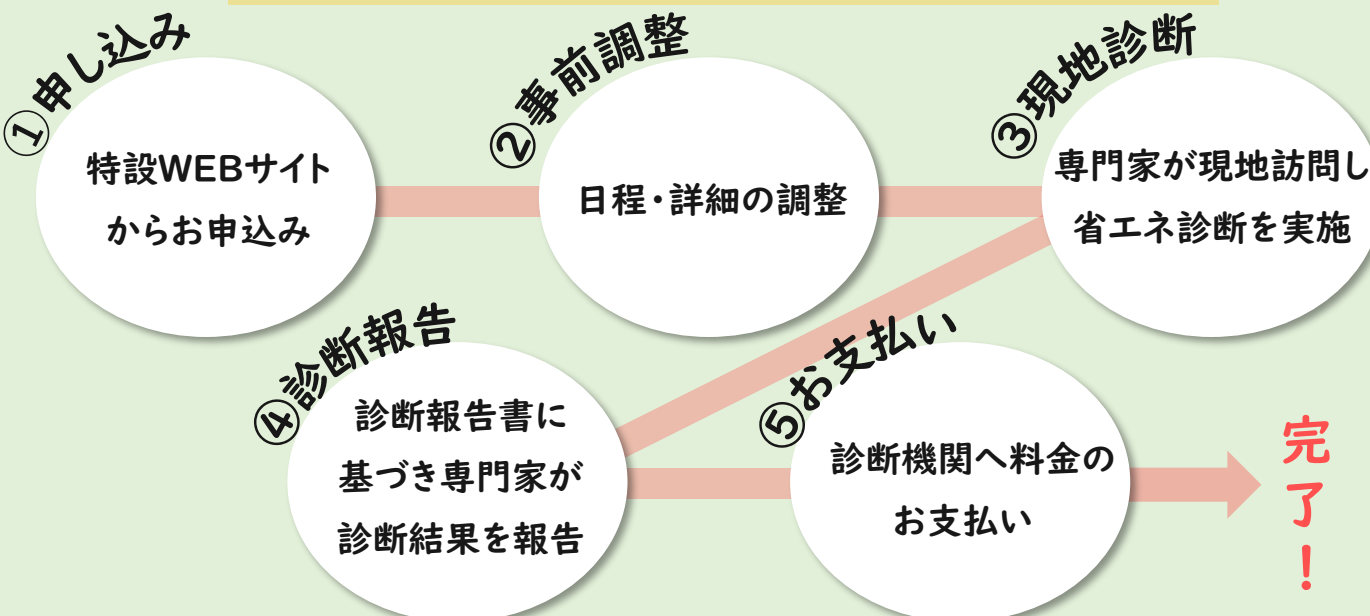 ①申し込み
特設WEBサイト
からお申込み
②事前調整
日程・詳細の調整
③現地診断
専門家が現地訪問し
省エネ診断を実施
④診断報告
診断報告書に
基づき専門家が
診断結果を報告
⑤お支払い
診断機関へ料金の
お支払い
完了！